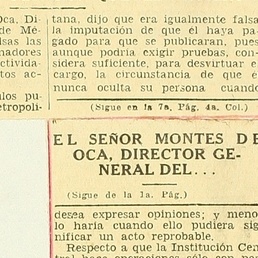 Oca, Di-
de Mé-
sas las
nadores
ctivida-
tos ac-
los pu-
etropoli-
tana, dijo que era igualmente falsa
la imputación de que él haya pa-
gado para que se publicaran, pues
aunque podría exigir pruebas, con-
sidera suficiente, para desvirtuar el
cargo, la circunstancia de que él
nunca oculta su persona cuando
(Sigue en la 7a, Pág. 4a. Col.)
EL SEÑOR MONTES DE
OCA, DIRECTOR GE-
NERAL DEL...
(Sigue de la 1a. Pág.)
desea expresar opiniones; y menos
lo haría cuando ello pudiera sig-
nificar un acto reprobable.
Respecto a que la Institución Cen-